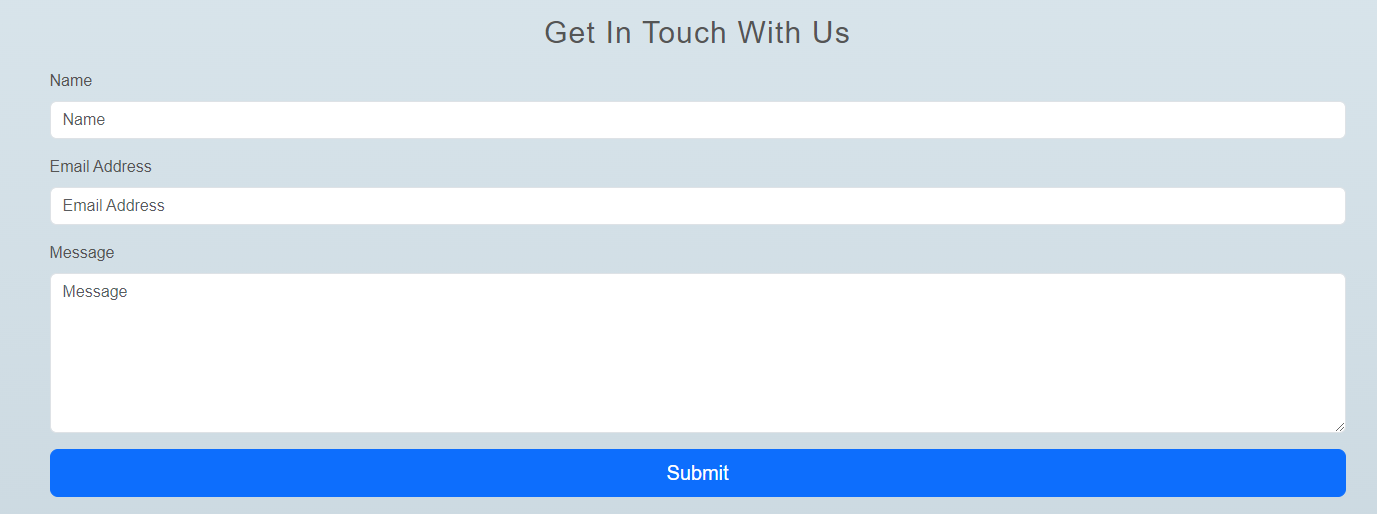 Get In Touch With Us
Name
Name
Email Address
Email Address
Message
Message
Submit